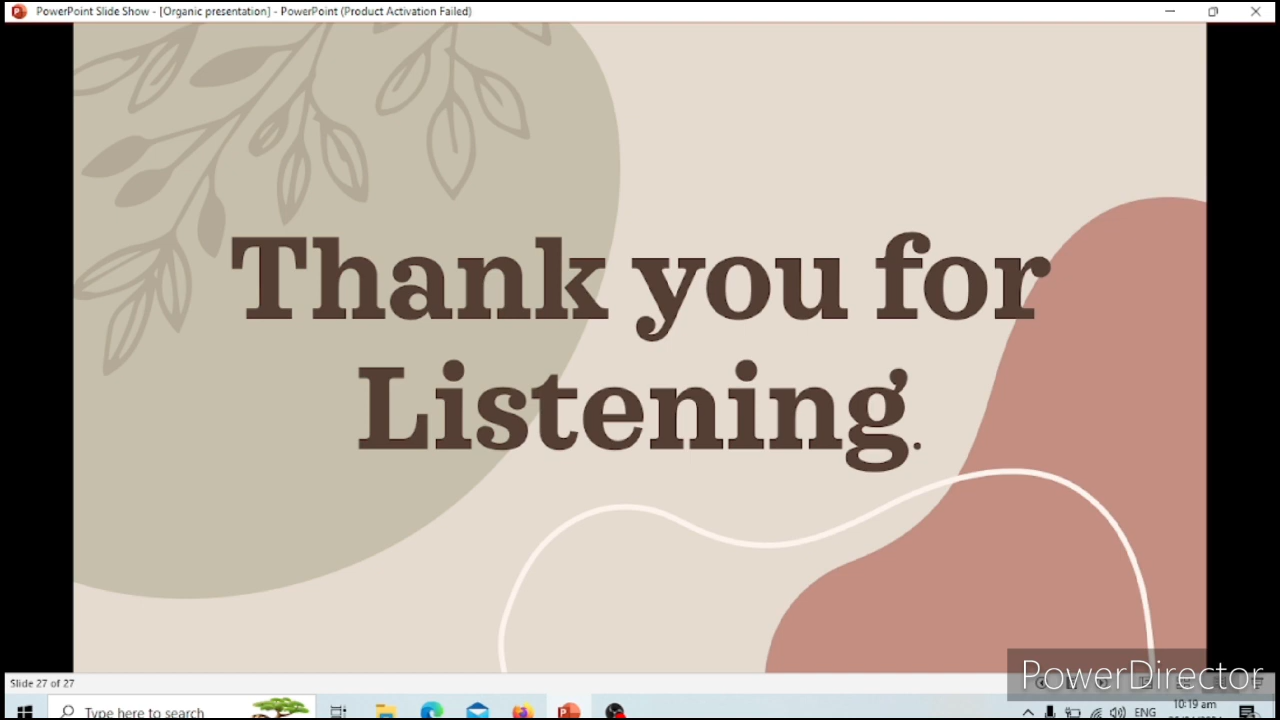 PowerPoint Slide Show - [Organic presentation] - PowerPoint (Product Activation Failed)
Thank you for
Listening.
PowerDirector
Slide 27 of 27
Type here to search
ENG
10:19 am